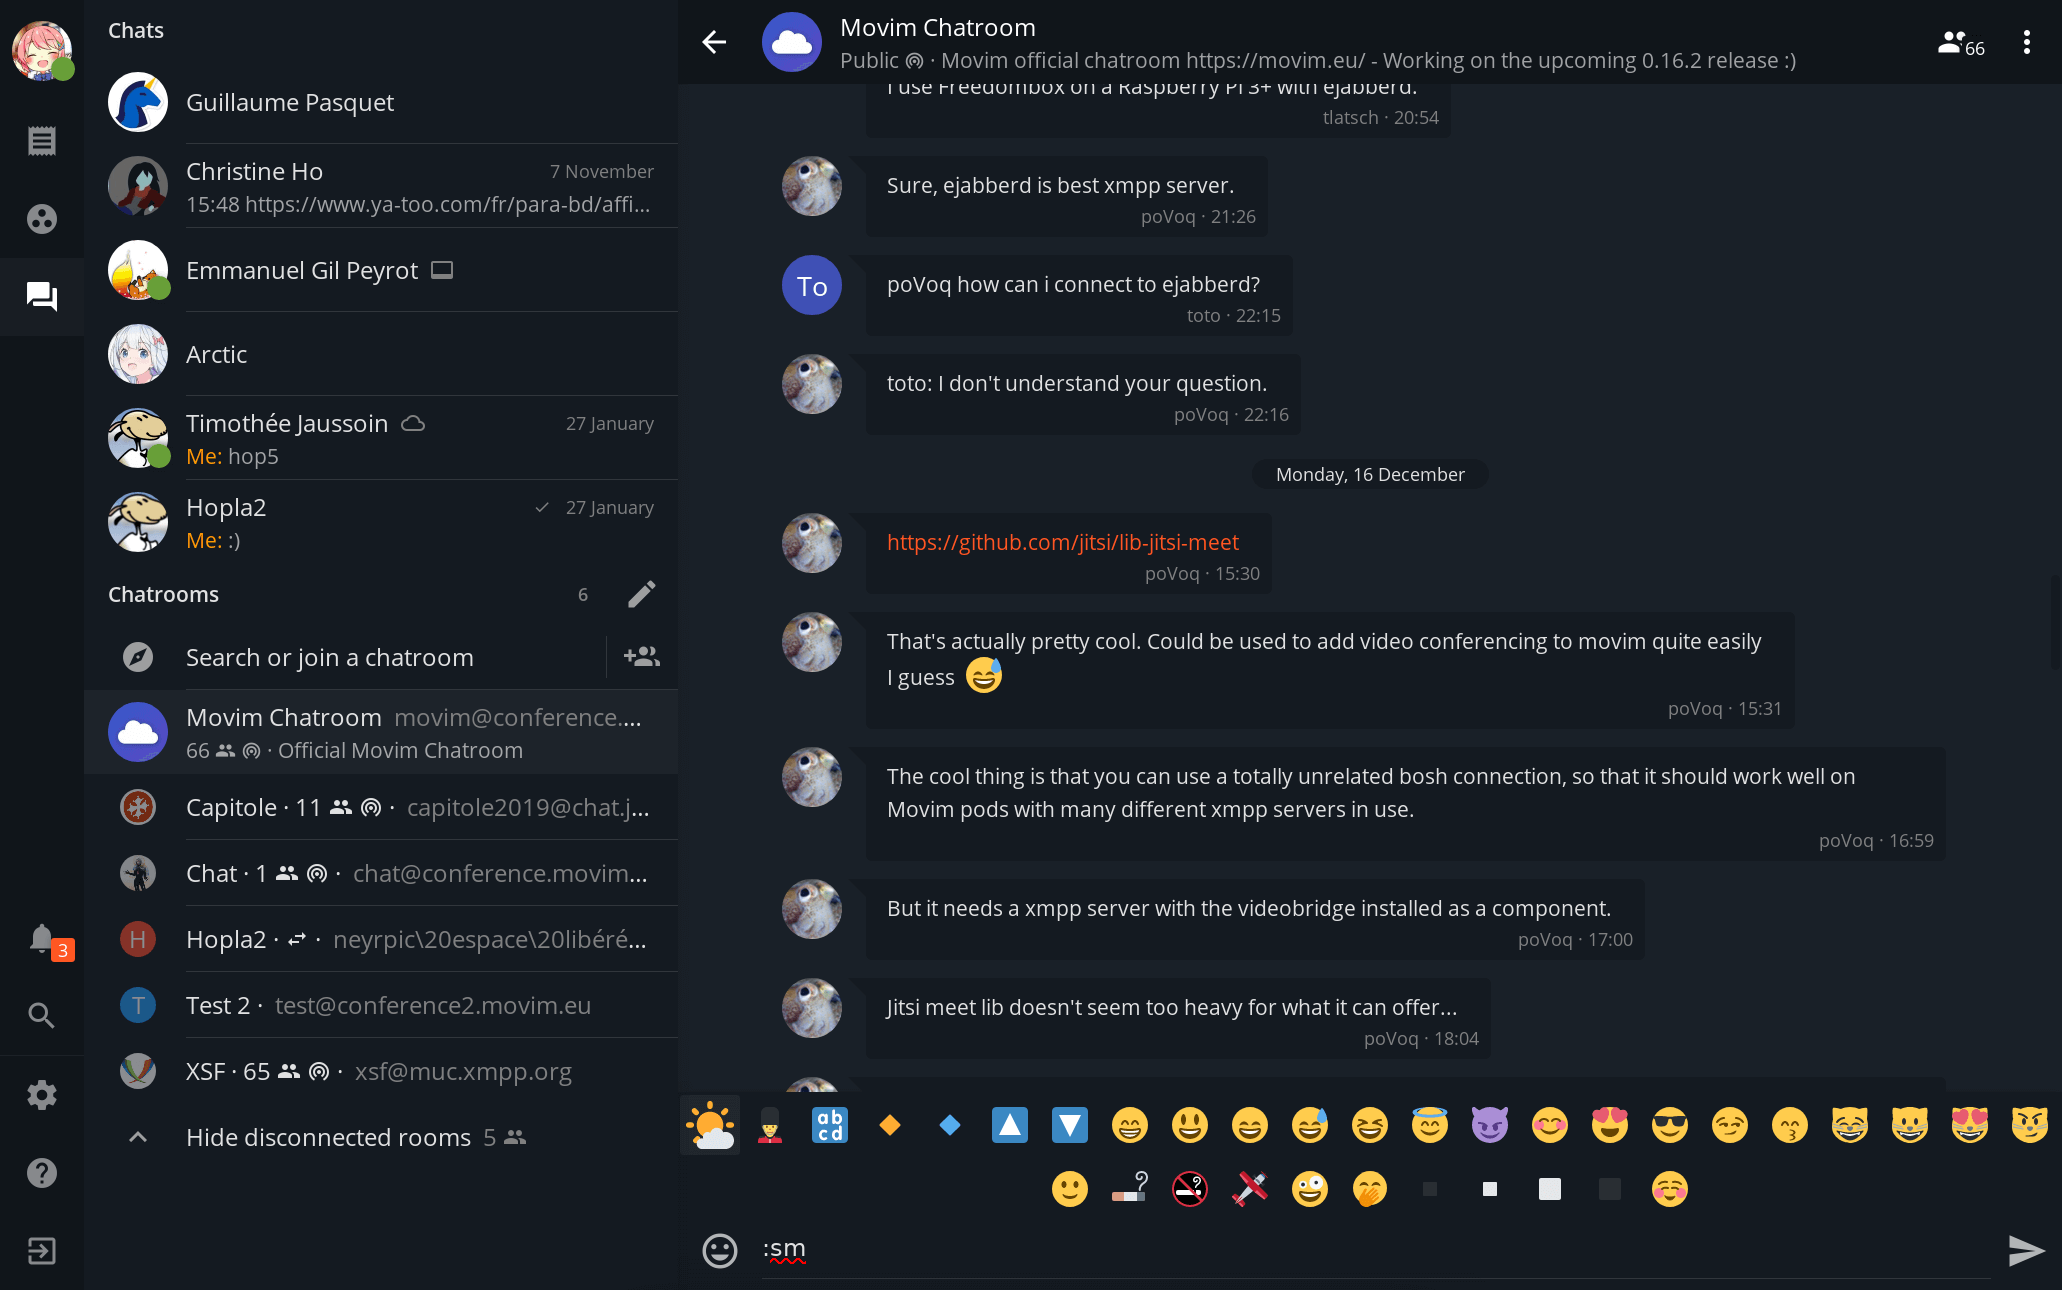 Chats
Guillaume Pasquet
Christine Ho
7 November
15:48 https://www.ya-too.com/fr/para-bd/affi...
Emmanuel Gil Peyrot
Arctic
Timothée Jaussoin
27 January
Me: hop5
Hopla2
27 January
Me: :)
Chatrooms
6
Search or join a chatroom
Movim Chatroom movim@conference....
66 · Official Movim Chatroom
Capitole · 11 · capitole2019@chat.j...
Chat · 1 · chat@conference.movim...
H
Hopla2 · · neyrpic\20espace\20libéré...
T
Test 2 · test@conference2.movim.eu
XSF · 65 · xsf@muc.xmpp.org
Hide disconnected rooms 5
3
Movim Chatroom
Public · Movim official chatroom https://movim.eu/ - Working on the upcoming 0.16.2 release :)
66
I use Freedombox on a Raspberry Pi 3+ with ejabberd.
tlatsch · 20:54
Sure, ejabberd is best xmpp server.
poVoq · 21:26
To
poVoq how can i connect to ejabberd?
toto · 22:15
toto: I don't understand your question.
poVoq · 22:16
Monday, 16 December
https://github.com/jitsi/lib-jitsi-meet
poVoq · 15:30
That's actually pretty cool. Could be used to add video conferencing to movim quite easily
I guess 😅
poVoq · 15:31
The cool thing is that you can use a totally unrelated bosh connection, so that it should work well on
Movim pods with many different xmpp servers in use.
poVoq · 16:59
But it needs a xmpp server with the videobridge installed as a component.
poVoq · 17:00
Jitsi meet lib doesn't seem too heavy for what it can offer...
poVoq · 18:04
ab
cd
:sm